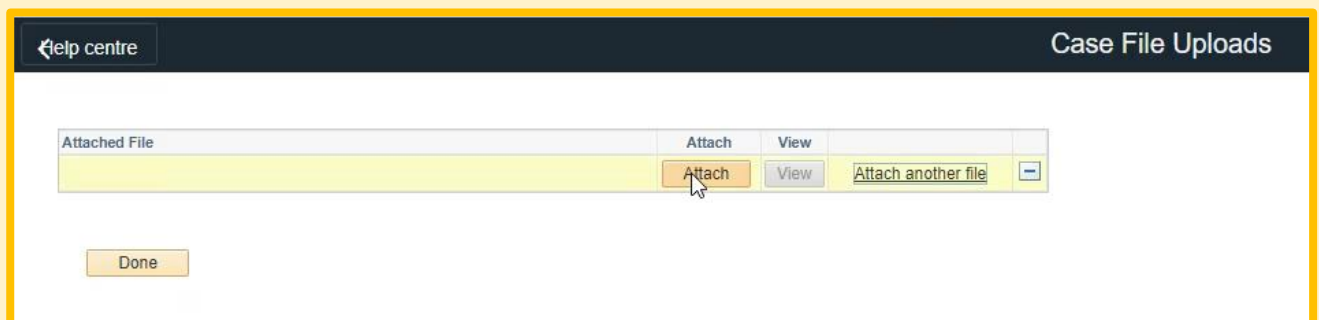 Help centre
Case File Uploads
Attached File Attach View
Attach View Attach another file
Done